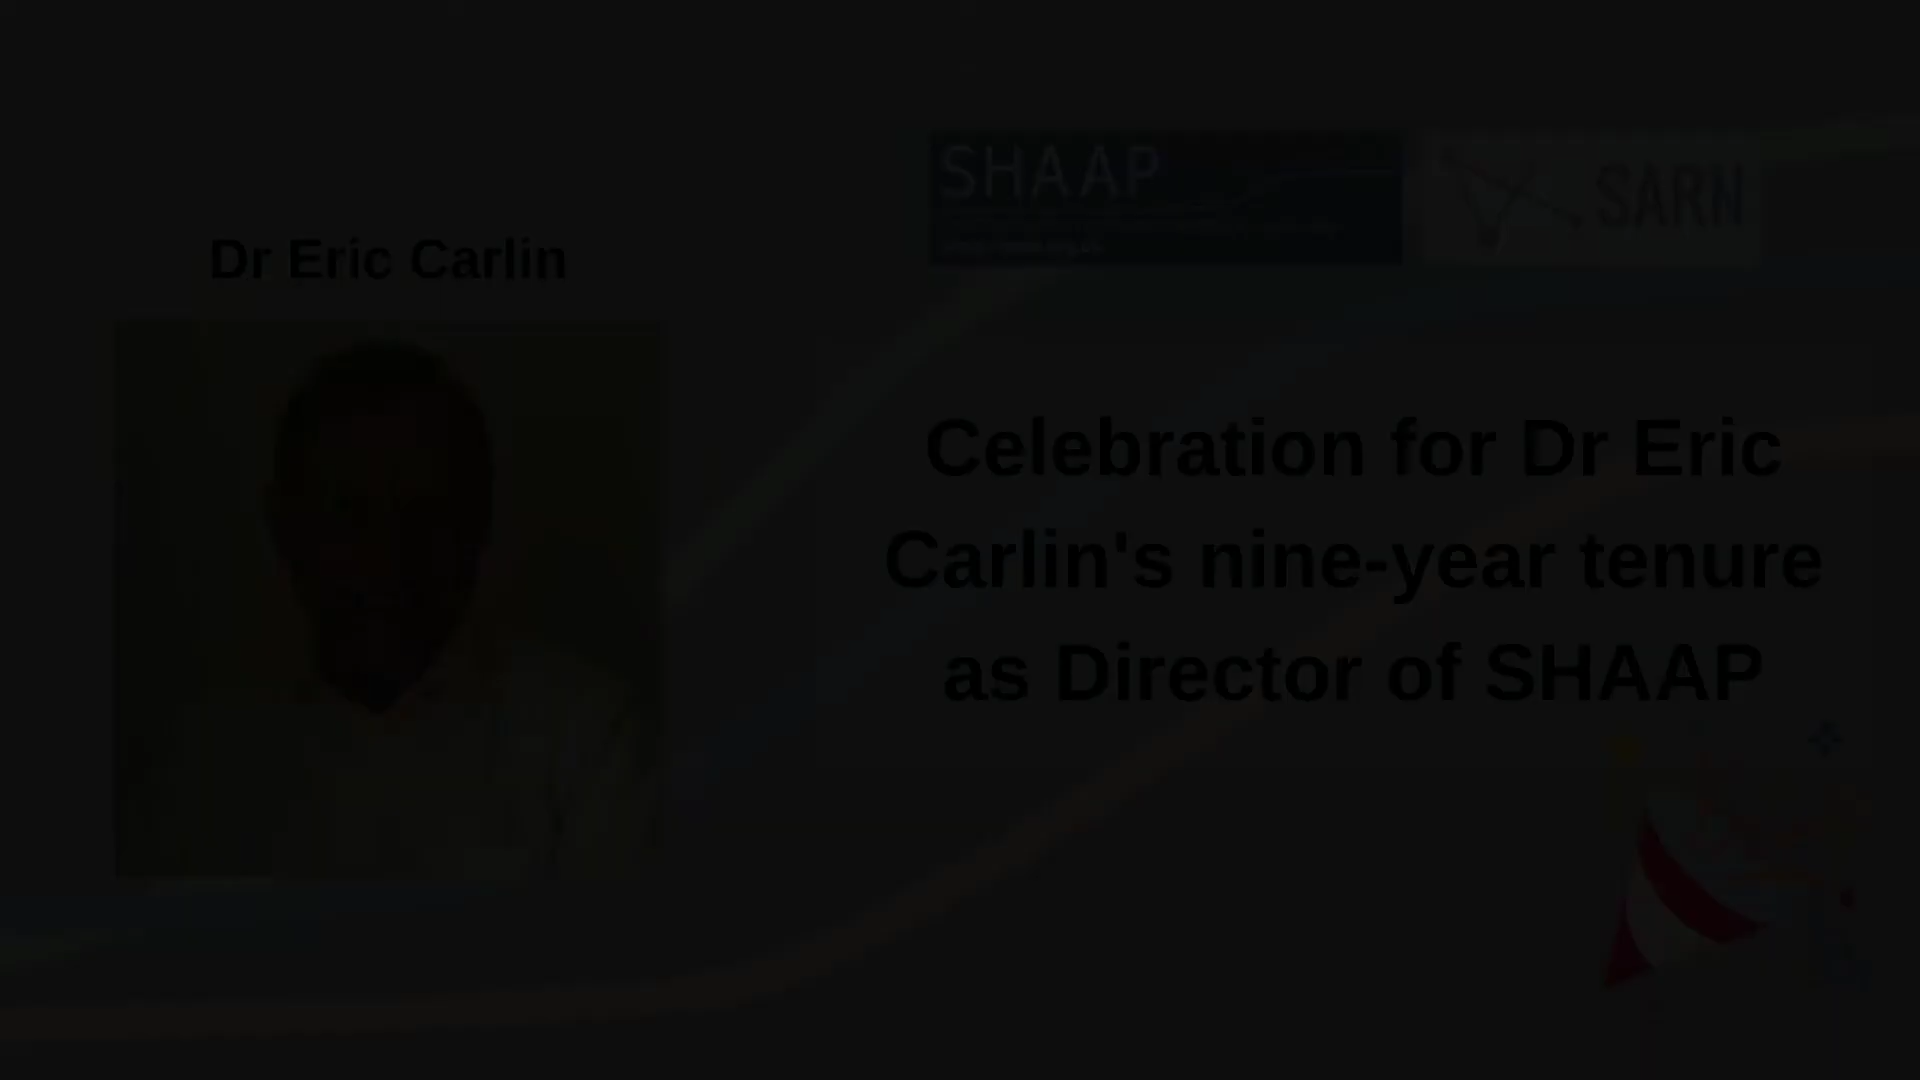 SHAAP
SARN
Dr Eric Carlin
Celebration for Dr Eric
Carlin's nine-year tenure
as Director of SHAAP